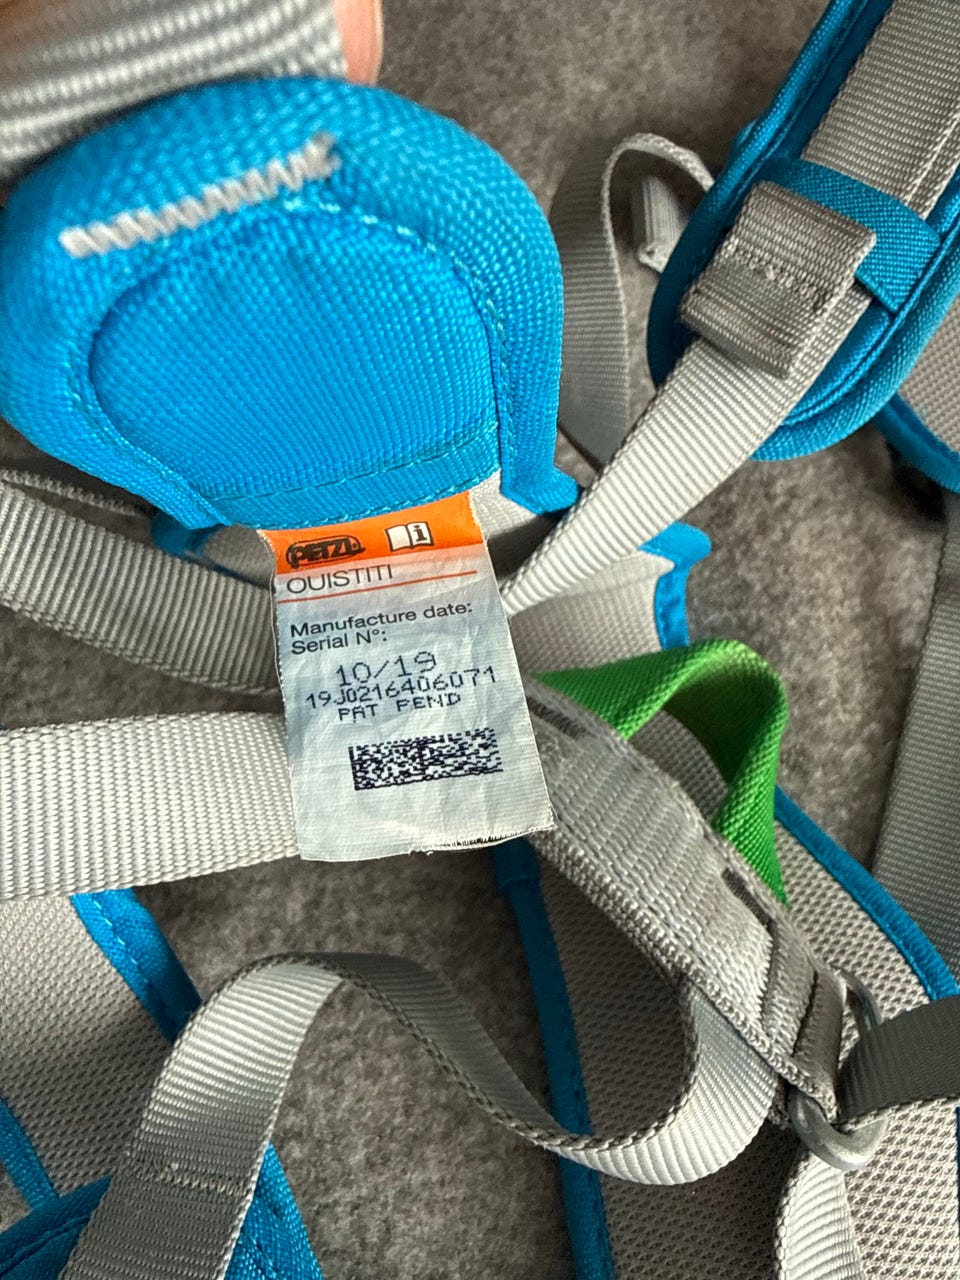 PETZL i
OUISTITI
Manufacture date:
Serial N°:
10/19
19J0216406071
PAT PEND